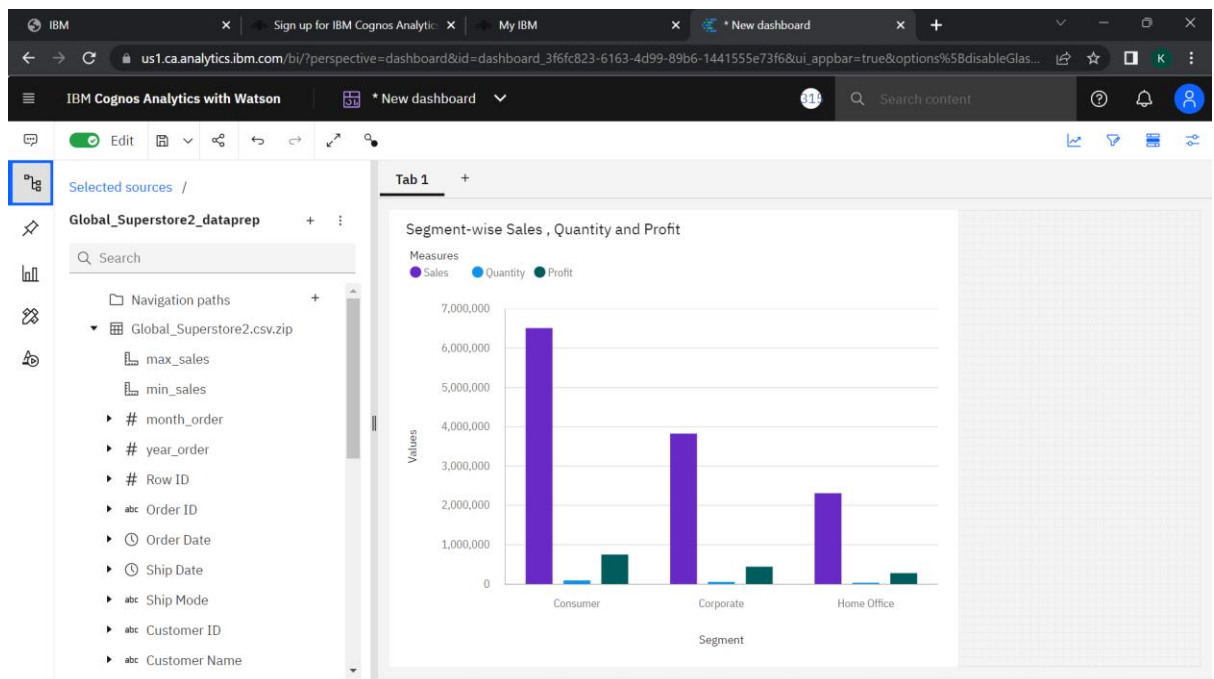 IBM
Sign up for IBM Cognos Analytic
My IBM
* New dashboard
us1.ca.analytics.ibm.com/bi/?perspective=dashboard&id=dashboard_3f6fc823-6163-4d99-89b6-1441555e73f6&ui_appbar=true&options%5BdisableGlas...
K
IBM Cognos Analytics with Watson
* New dashboard
Search content
Edit
Selected sources /
Tab 1 +
Global_Superstore2_dataprep
Search
Navigation paths
Global_Superstore2.csv.zip
max_sales
min_sales
# month_order
# year_order
# Row ID
abc Order ID
Order Date
Ship Date
abc Ship Mode
abc Customer ID
abc Customer Name
Segment-wise Sales , Quantity and Profit
Measures
Sales Quantity Profit
Values
7,000,000
6,000,000
5,000,000
4,000,000
3,000,000
2,000,000
1,000,000
0
Consumer Corporate Home Office
Segment